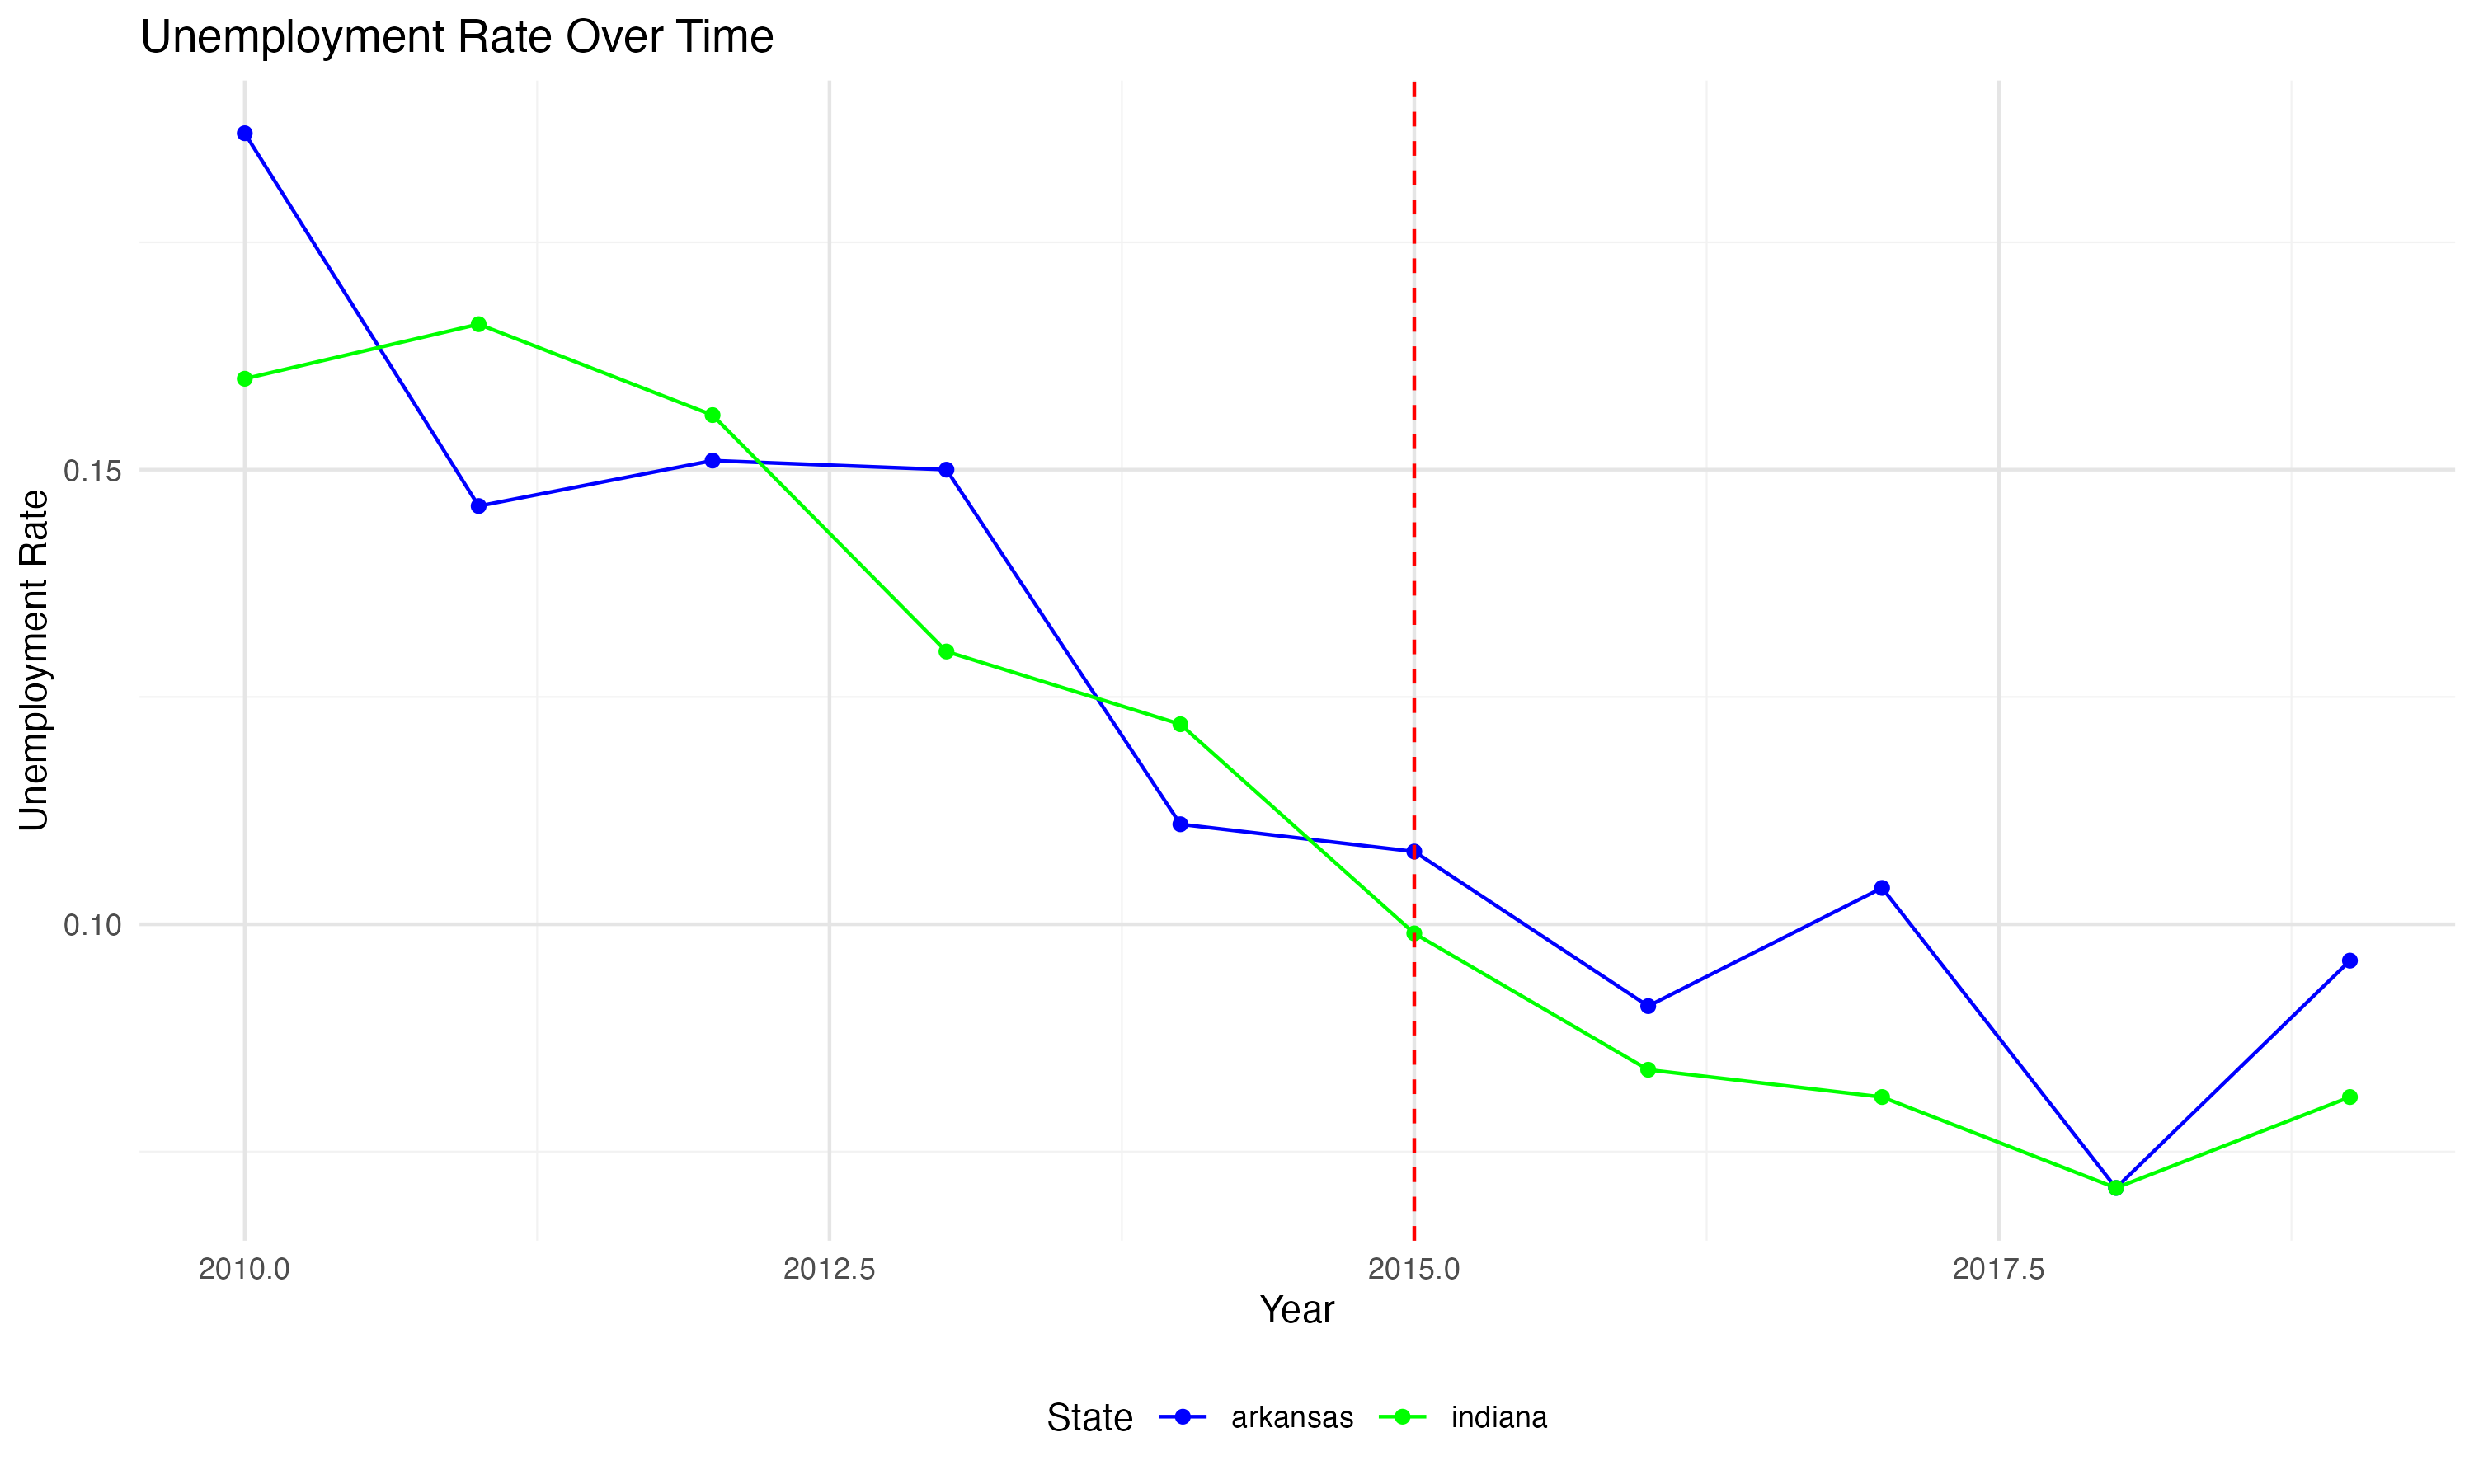 Unemployment Rate Over Time
Unemployment Rate
0.15
0.10
2010.0 2012.5 2015.0 2017.5
Year
State arkansas indiana